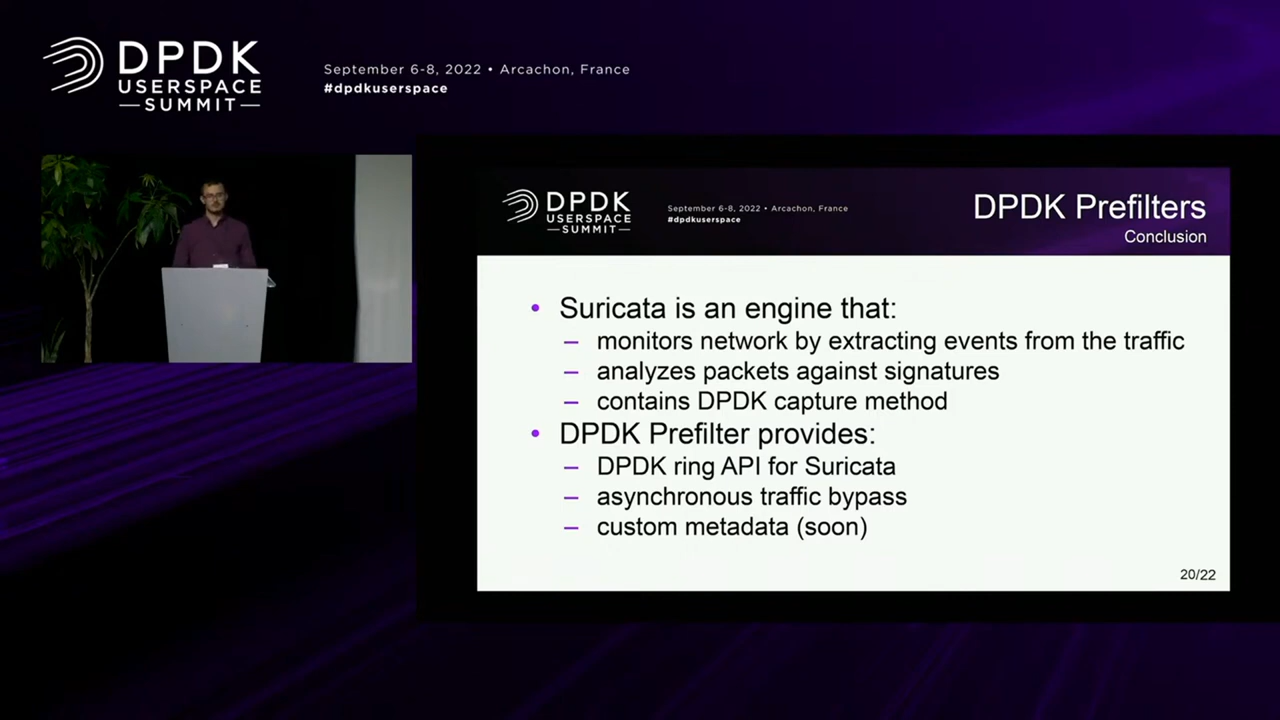 DPDK
USERSPACE
SUMMIT
September 6-8, 2022 • Arcachon, France
#dpdkuserspace
DPDK
USERSPACE
SUMMIT
September 6-8, 2022 • Arcachon, France
#dpdkuserspace
DPDK Prefilters
Conclusion
• Suricata is an engine that:
– monitors network by extracting events from the traffic
– analyzes packets against signatures
– contains DPDK capture method
• DPDK Prefilter provides:
– DPDK ring API for Suricata
– asynchronous traffic bypass
– custom metadata (soon)
20/22